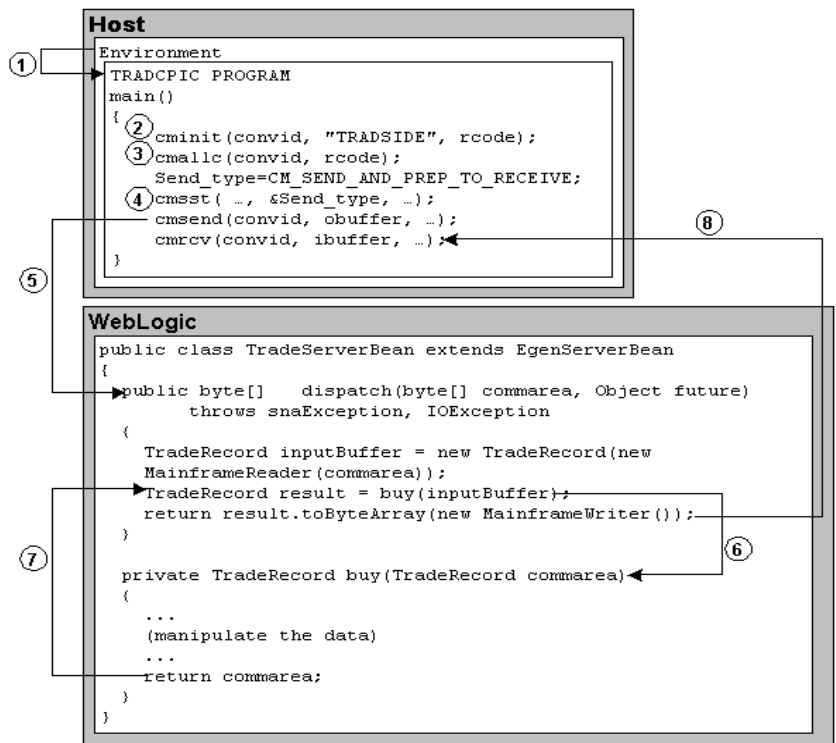 Host
Environment
① TRADCPIC PROGRAM
main()
{
② cminit(convid, "TRADSIDE", rcode);
③ cmallc(convid, rcode);
Send_type=CM_SEND_AND_PREP_TO_RECEIVE;
④ cmsst( …, &Send_type, …);
cmsend(convid, obuffer, …);
⑧
cmrcv(convid, ibuffer, …);
}
⑤
WebLogic
public class TradeServerBean extends EgenServerBean
{
public byte[] dispatch(byte[] commarea, Object future)
throws snaException, IOException
{
TradeRecord inputBuffer = new TradeRecord(new
MainframeReader(commarea));
TradeRecord result = buy(inputBuffer);
return result.toByteArray(new MainframeWriter());
}
⑥
⑦
private TradeRecord buy(TradeRecord commarea)
{
...
(manipulate the data)
...
return commarea;
}
}